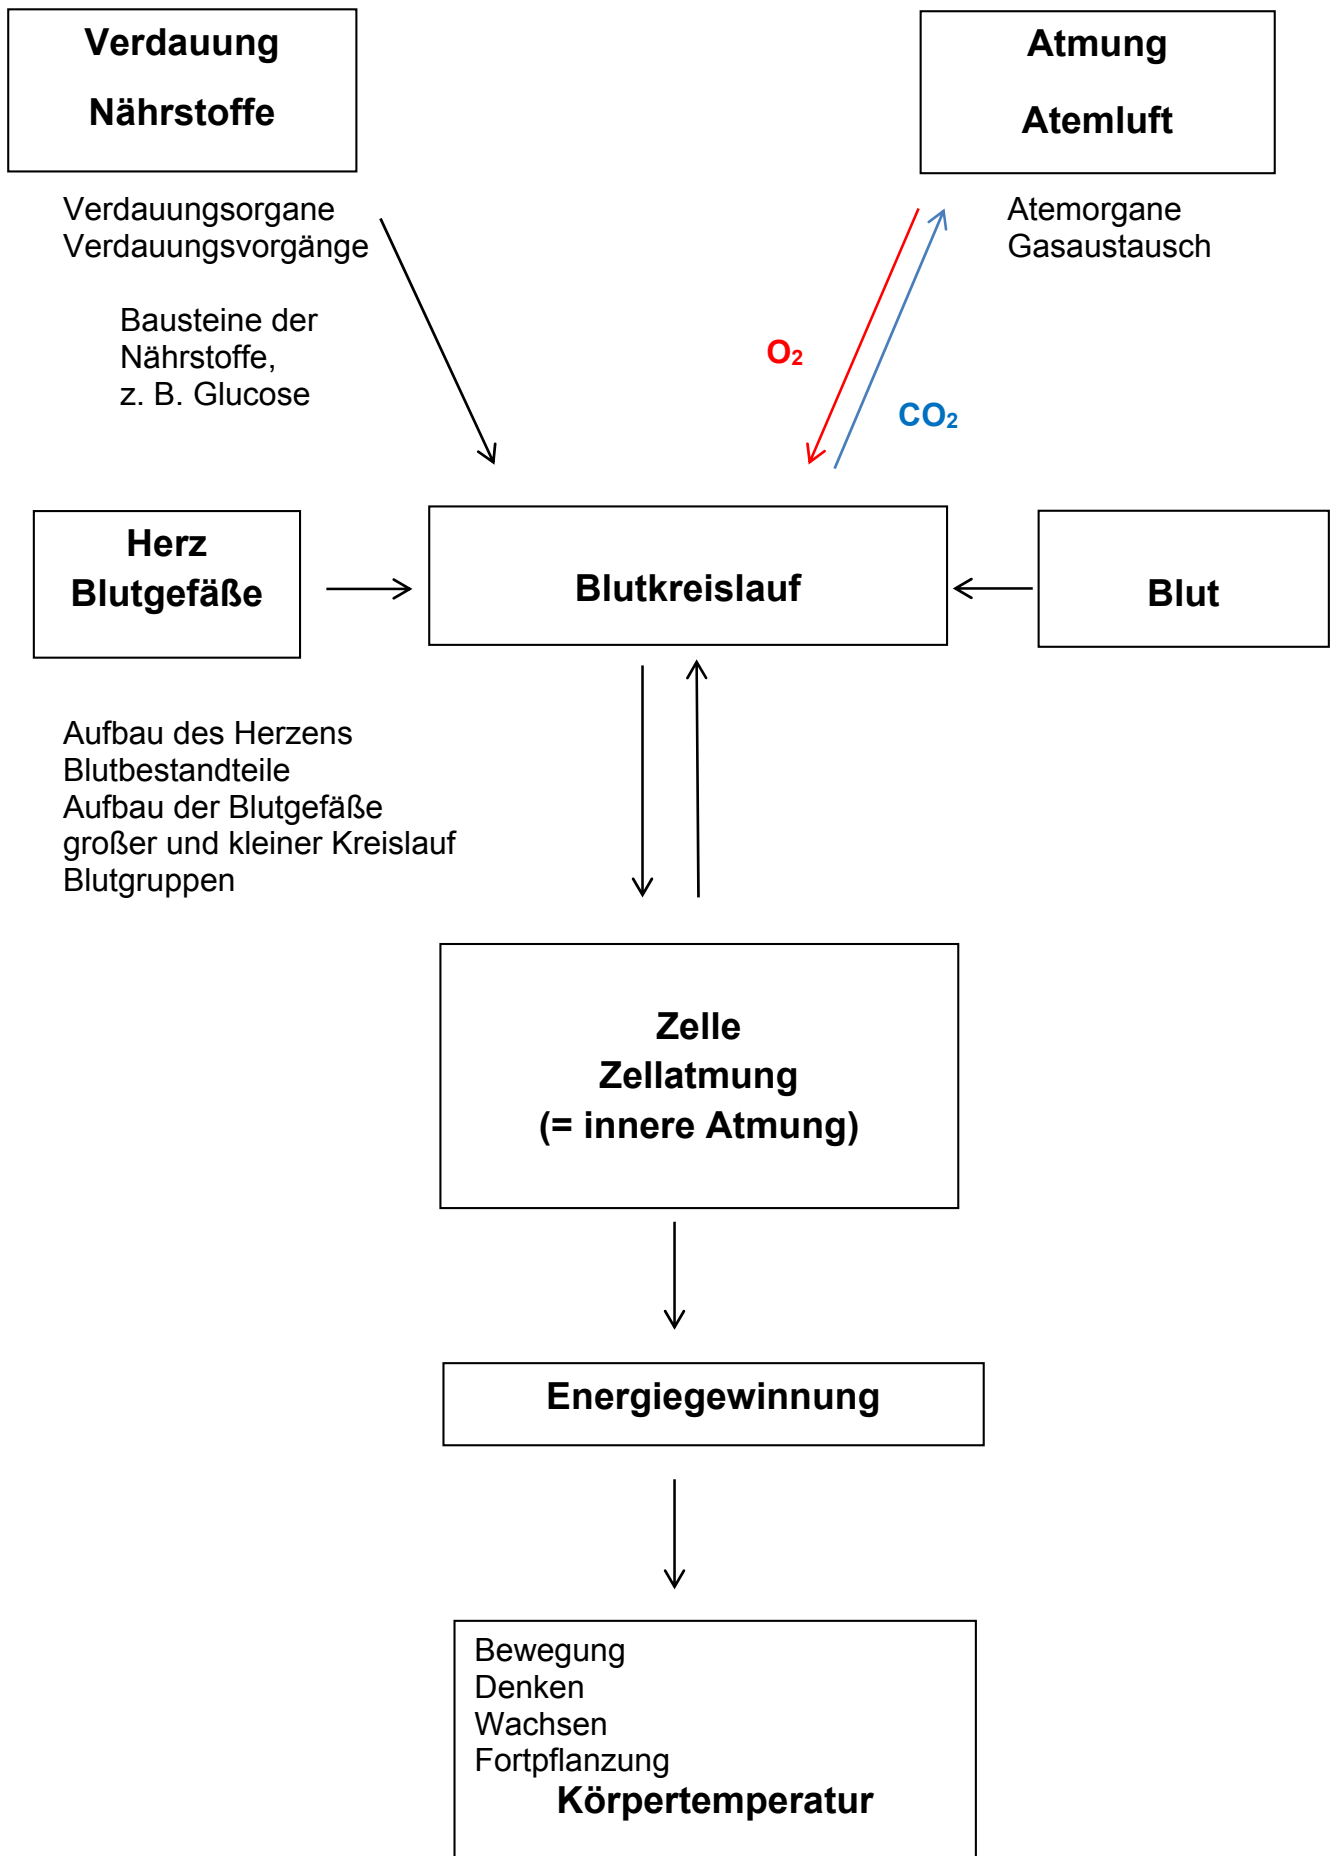 Verdauung
Nährstoffe
Atmung
Atemluft
Verdauungsorgane
Verdauungsvorgänge
Atemorgane
Gasaustausch
Bausteine der
Nährstoffe,
z. B. Glucose
O₂
CO₂
Herz
Blutgefäße
Blutkreislauf
Blut
Aufbau des Herzens
Blutbestandteile
Aufbau der Blutgefäße
großer und kleiner Kreislauf
Blutgruppen
Zelle
Zellatmung
(= innere Atmung)
Energiegewinnung
Bewegung
Denken
Wachsen
Fortpflanzung
Körpertemperatur